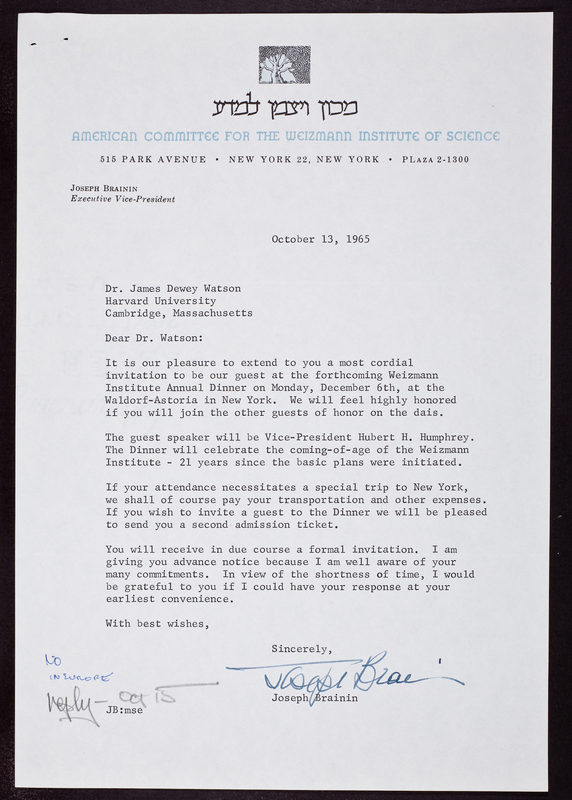 מכון ויצמן למדע
AMERICAN COMMITTEE FOR THE WEIZMANN INSTITUTE OF SCIENCE
515 PARK AVENUE • NEW YORK 22, NEW YORK • PLAZA 2-1300
JOSEPH BRAININ
Executive Vice-President
October 13, 1965
Dr. James Dewey Watson
Harvard University
Cambridge, Massachusetts
Dear Dr. Watson:
It is our pleasure to extend to you a most cordial
invitation to be our guest at the forthcoming Weizmann
Institute Annual Dinner on Monday, December 6th, at the
Waldorf-Astoria in New York. We will feel highly honored
if you will join the other guests of honor on the dais.
The guest speaker will be Vice-President Hubert H. Humphrey.
The Dinner will celebrate the coming-of-age of the Weizmann
Institute - 21 years since the basic plans were initiated.
If your attendance necessitates a special trip to New York,
we shall of course pay your transportation and other expenses.
If you wish to invite a guest to the Dinner we will be pleased
to send you a second admission ticket.
You will receive in due course a formal invitation. I am
giving you advance notice because I am well aware of your
many commitments. In view of the shortness of time, I would
be grateful to you if I could have your response at your
earliest convenience.
With best wishes,
Sincerely,
Joseph Brainin
Joseph Brainin
NO
IN EUROPE
reply - Oct 15
JB:mse